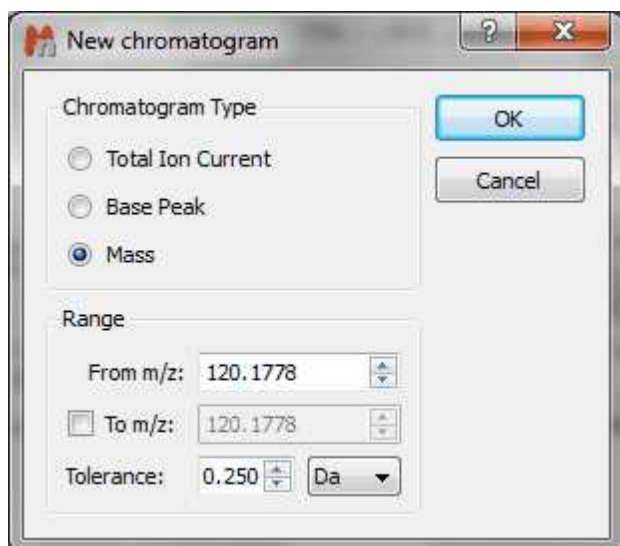 New chromatogram
Chromatogram Type
Total Ion Current
Base Peak
Mass
OK
Cancel
Range
From m/z: 120.1778
To m/z: 120.1778
Tolerance: 0.250 Da